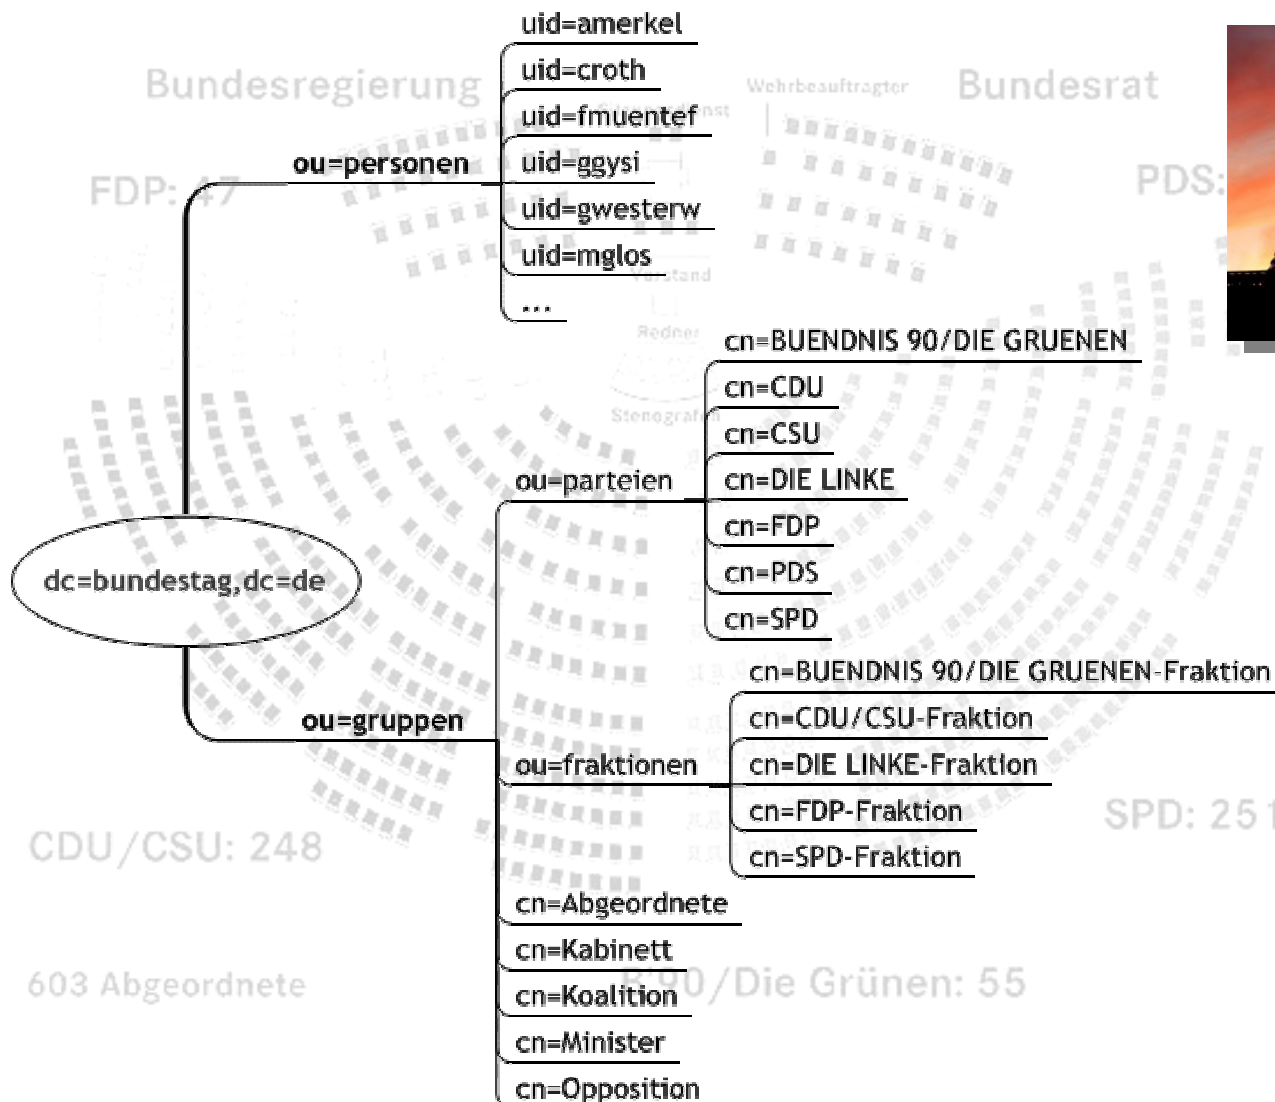 uid=amerkel
Bundesregierung
uid=croth
Wehrbeauftragter
Bundesrat
uid=fmuentef
ou=personen
uid=ggysi
FDP: 47
PDS:
uid=gwesterw
uid=mglos
Vorstand
...
Redner
cn=BUENDNIS 90/DIE GRUENEN
cn=CDU
cn=CSU
ou=parteien
cn=DIE LINKE
cn=FDP
dc=bundestag,dc=de
cn=PDS
cn=SPD
cn=BUENDNIS 90/DIE GRUENEN-Fraktion
ou=gruppen
cn=CDU/CSU-Fraktion
ou=fraktionen
cn=DIE LINKE-Fraktion
cn=FDP-Fraktion
SPD: 251
CDU/CSU: 248
cn=SPD-Fraktion
cn=Abgeordnete
cn=Kabinett
603 Abgeordnete
B'90/Die Grünen: 55
cn=Koalition
cn=Minister
cn=Opposition